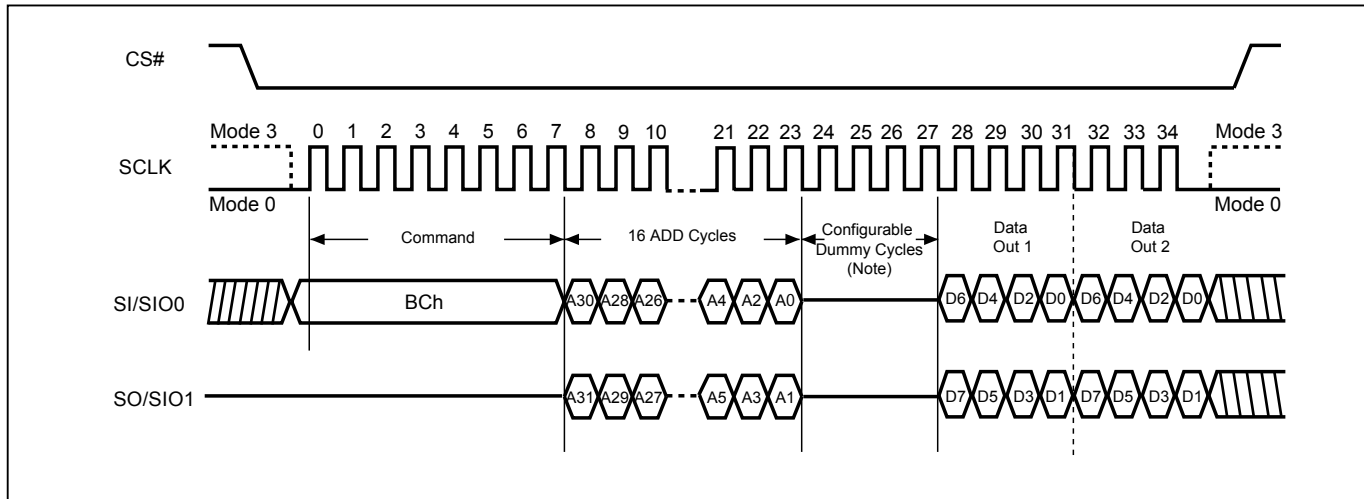 CS#
Mode 3 0 1 2 3 4 5 6 7 8 9 10 21 22 23 24 25 26 27 28 29 30 31 32 33 34 Mode 3
SCLK
Mode 0 Mode 0
Command 16 ADD Cycles Configurable Dummy Cycles (Note) Data Out 1 Data Out 2
SI/SIO0 BCh A30 A28 A26 A4 A2 A0 D6 D4 D2 D0 D6 D4 D2 D0
SO/SIO1 A31 A29 A27 A5 A3 A1 D7 D5 D3 D1 D7 D5 D3 D1